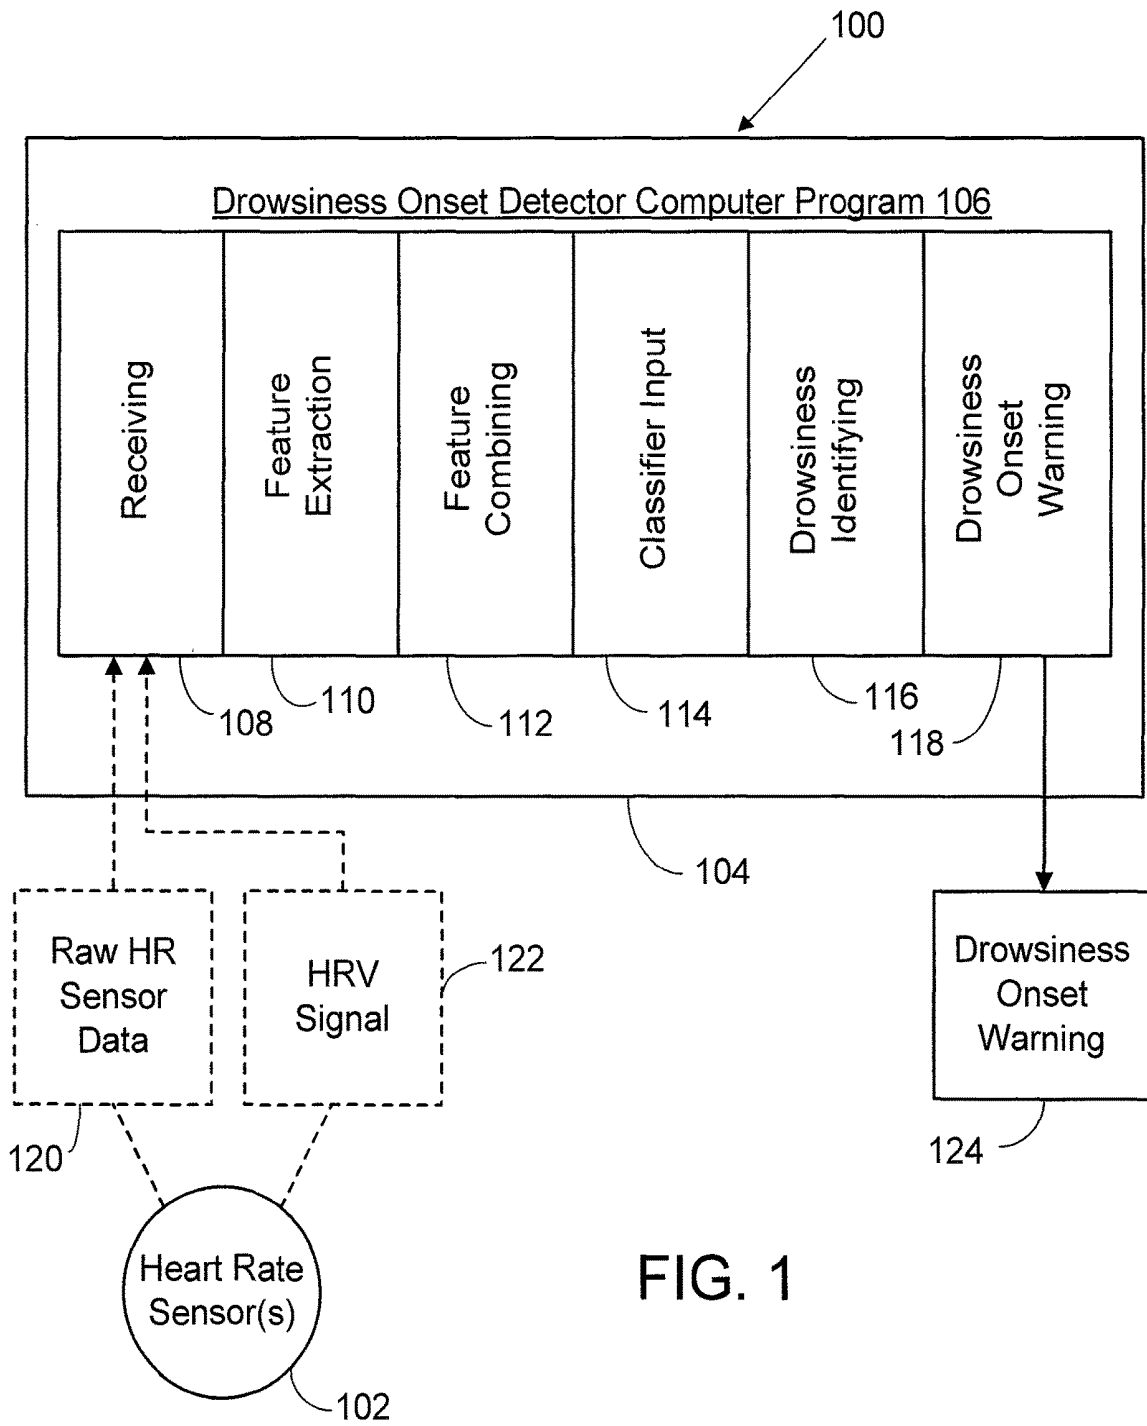 100
Drowsiness Onset Detector Computer Program 106
Receiving
Feature
Extraction
Feature
Combining
Classifier Input
Drowsiness
Identifying
Drowsiness
Onset
Warning
108
110
112
114
116
118
104
Raw HR
Sensor
Data
HRV
Signal
122
Drowsiness
Onset
Warning
120
124
Heart Rate
Sensor(s)
102
FIG. 1